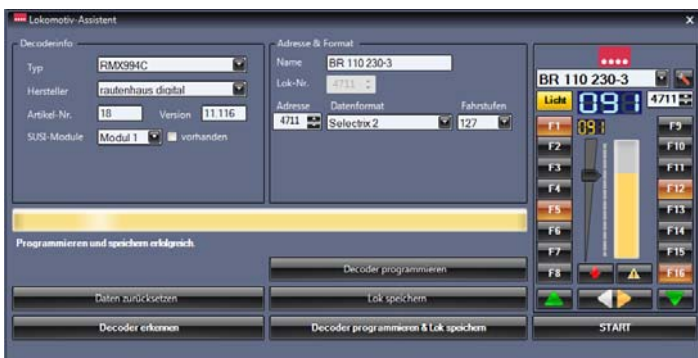 Lokomotiv-Assistent
x
Decoderinfo
Typ RMX994C
Hersteller rautenhaus digital
Artikel-Nr. 18 Version 11.116
SUSI-Module Modul 1 vorhanden
Adresse & Format
Name BR 110 230-3
Lok-Nr. 4711
Adresse Datenformat Fahrstufen
4711 Selectrix 2 127
Programmieren und speichern erfolgreich.
Decoder programmieren
Daten zurücksetzen Lok speichern
Decoder erkennen Decoder programmieren & Lok speichern
BR 110 230-3
Licht 091 4711
F1 091 F9
F2 F10
F3 F11
F4 F12
F5 F13
F6 F14
F7 F15
F8 F16
START